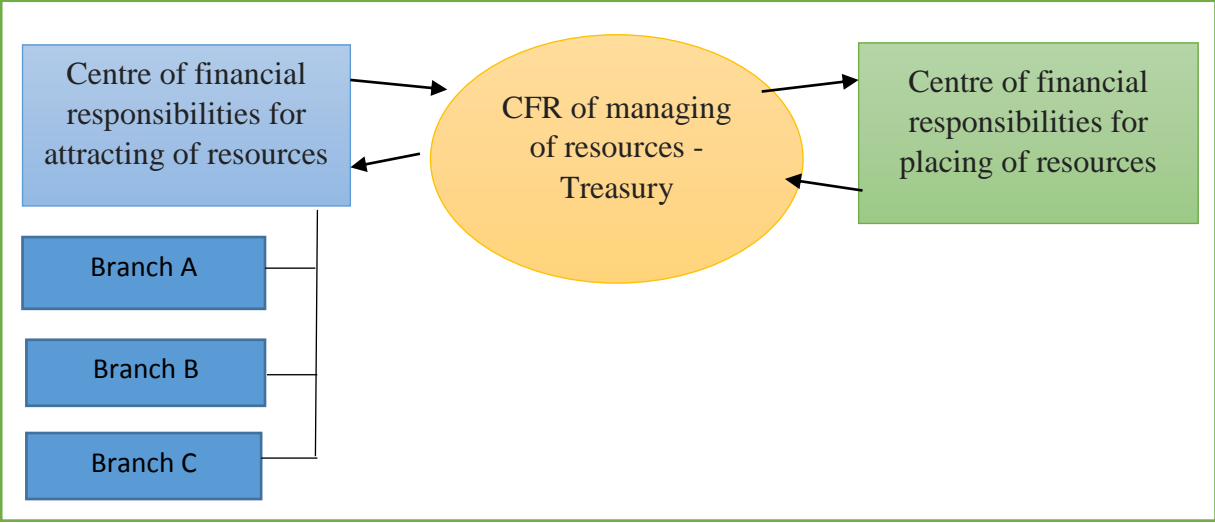 Centre of financial
responsibilities for
attracting of resources
CFR of managing
of resources -
Treasury
Centre of financial
responsibilities for
placing of resources
Branch A
Branch B
Branch C